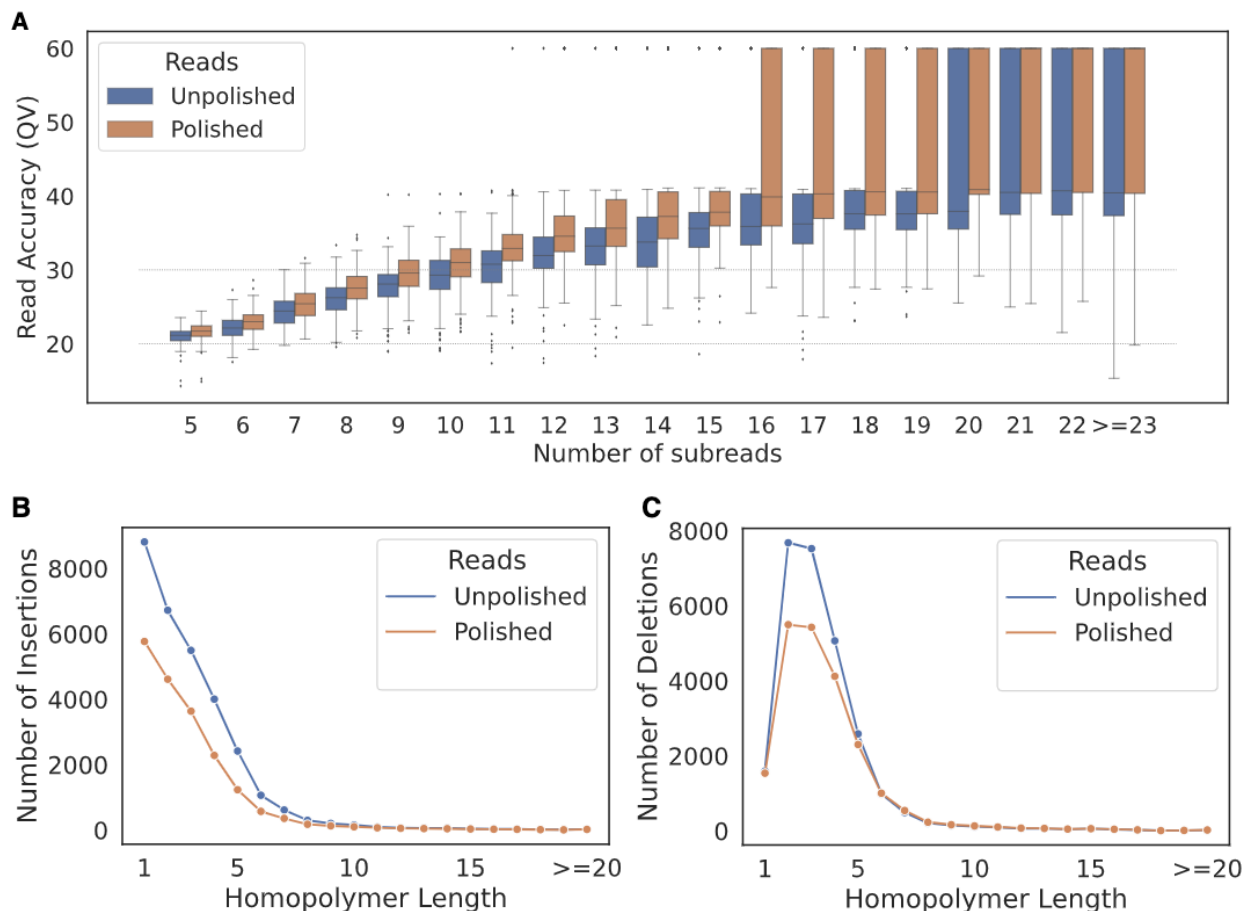 A
Read Accuracy (QV)
60
50
40
30
20
Reads
Unpolished
Polished
5 6 7 8 9 10 11 12 13 14 15 16 17 18 19 20 21 22 >=23
Number of subreads
B
Number of Insertions
8000
6000
4000
2000
0
Reads
Unpolished
Polished
1 5 10 15 >=20
Homopolymer Length
C
Number of Deletions
8000
6000
4000
2000
0
Reads
Unpolished
Polished
1 5 10 15 >=20
Homopolymer Length